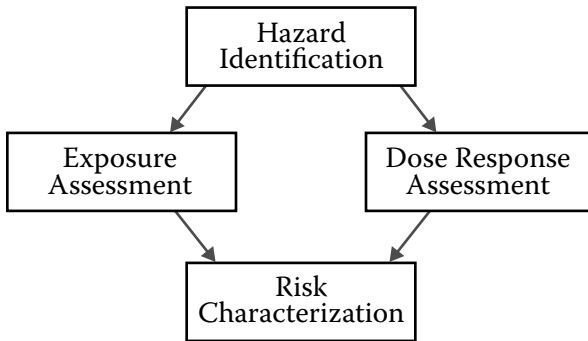 Hazard
Identification
Exposure
Assessment
Dose Response
Assessment
Risk
Characterization